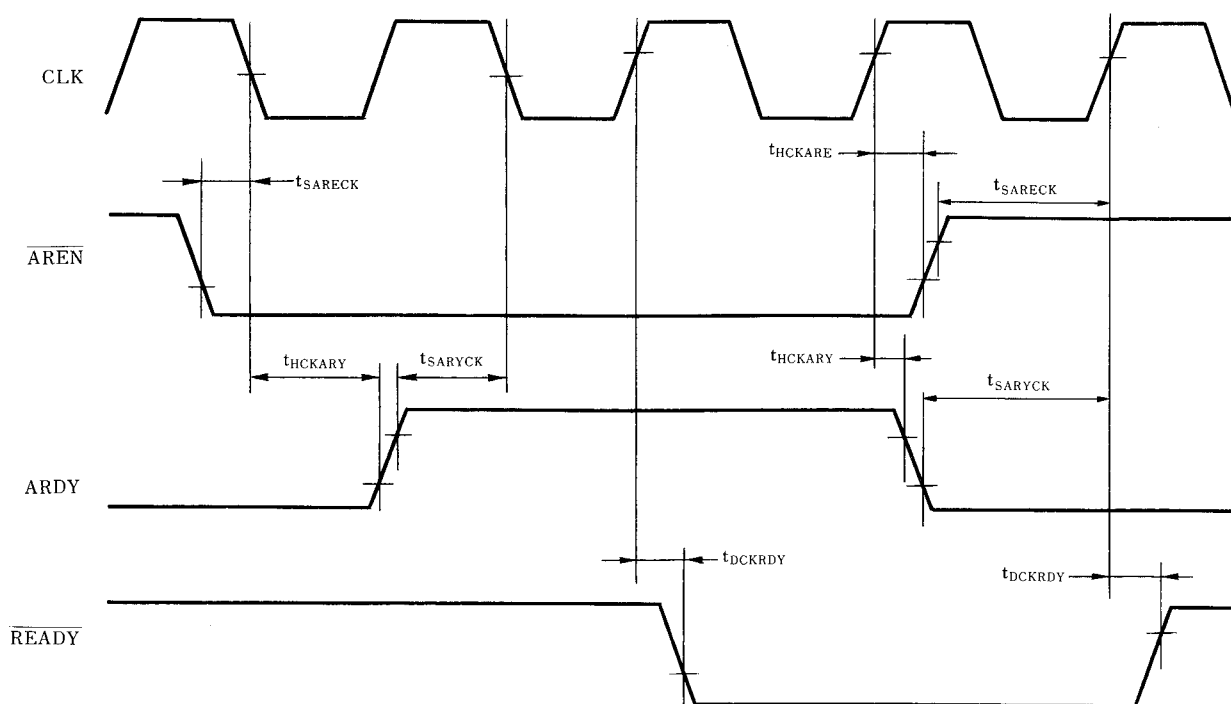 CLK
tHCKARE
tSARECK
tSARECK
AREN
tHCKARY
tSARYCK
tHCKARY
tSARYCK
ARDY
tDCKRDY
tDCKRDY
READY